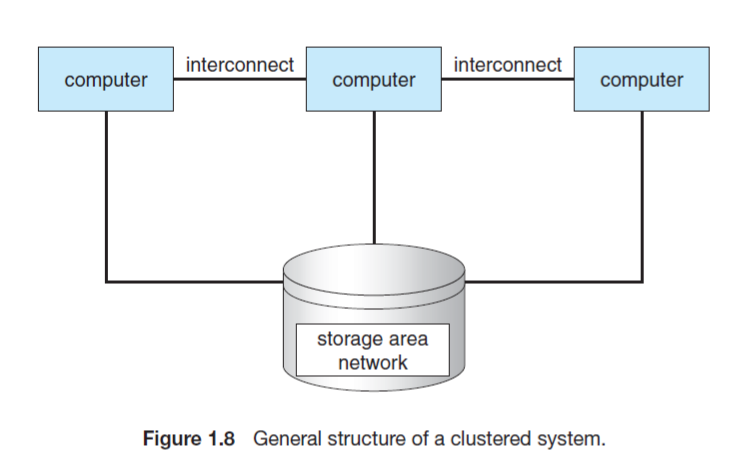 interconnect
interconnect
computer
computer
computer
storage area
network
Figure 1.8 General structure of a clustered system.